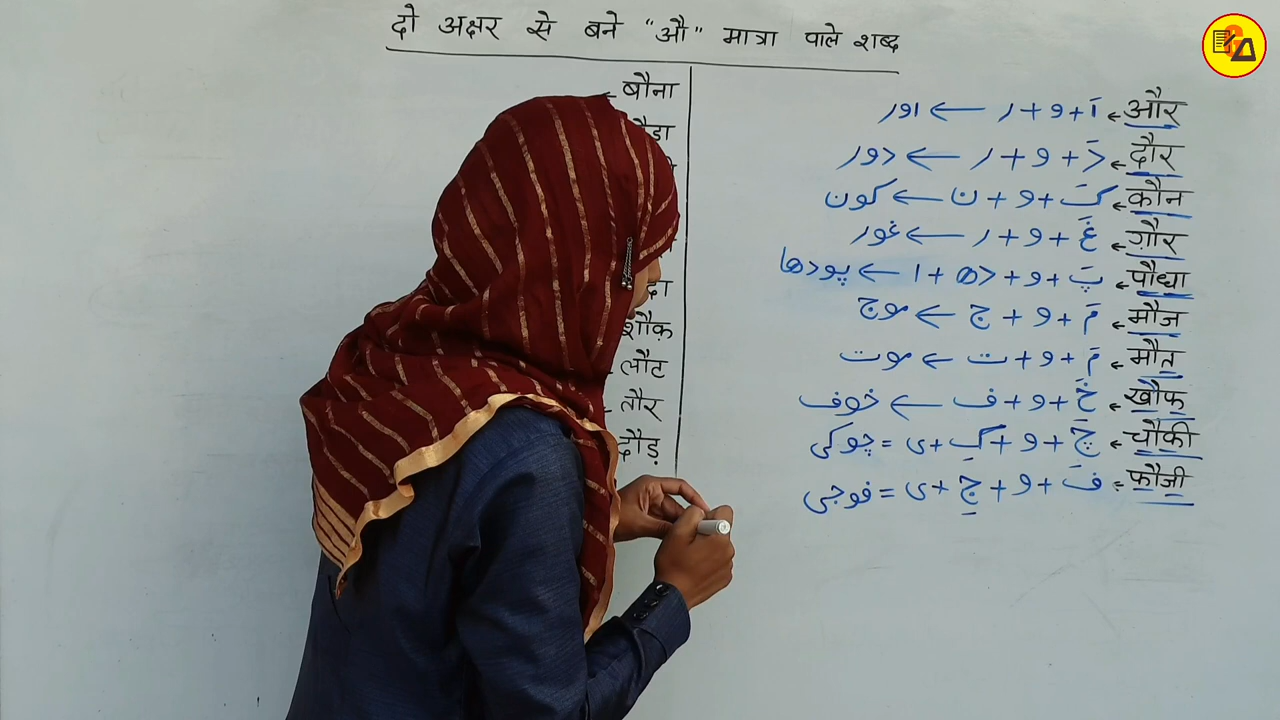 दो अक्षर से बने "औ" मात्रा वाले शब्द
और ← اَ + و + ر ← اور
दौर ← دَ + و + ر ← دور
कौन ← کَ + و + ن ← کون
ग़ौर ← غَ + و + ر ← غور
पौधा ← پَ + و + دھ + ا ← پودھا
मौज ← مَ + و + ج ← موج
मौत ← مَ + و + ت ← موت
खौफ ← خَ + و + ف ← خوف
चौकी ← چَ + و + کِ + ی = چوکی
फौजी = فَ + و + جِ + ی = فوجی
बौना
शौक़
लौट
तौर
दौड़